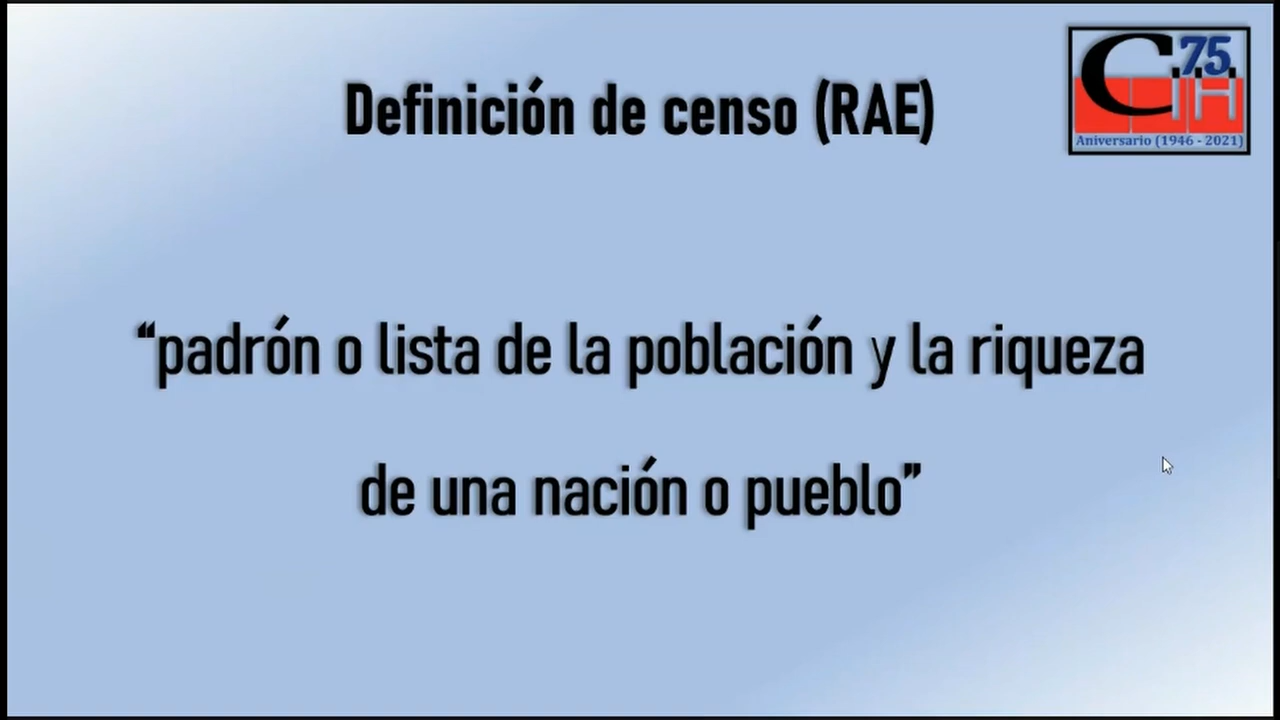 Definición de censo (RAE)
75
CIIH
Aniversario (1946 - 2021)
“padrón o lista de la población y la riqueza
de una nación o pueblo”